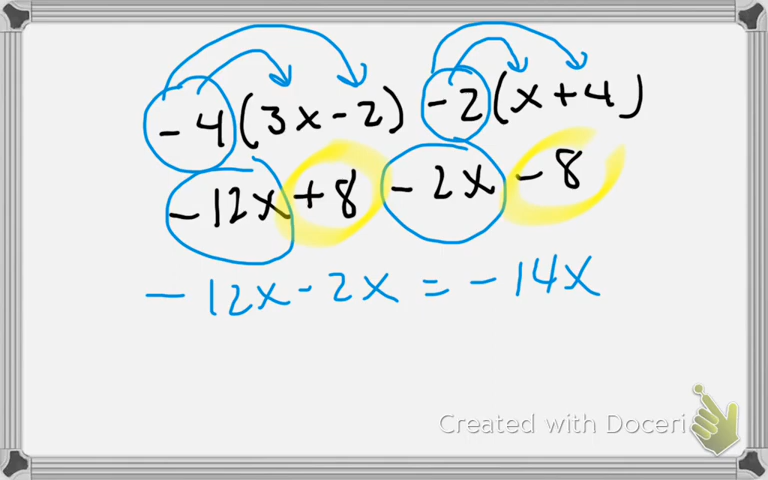 -4(3x-2) -2(x+4)
-12x+8 -2x -8
-12x-2x = -14x
Created with Doceri